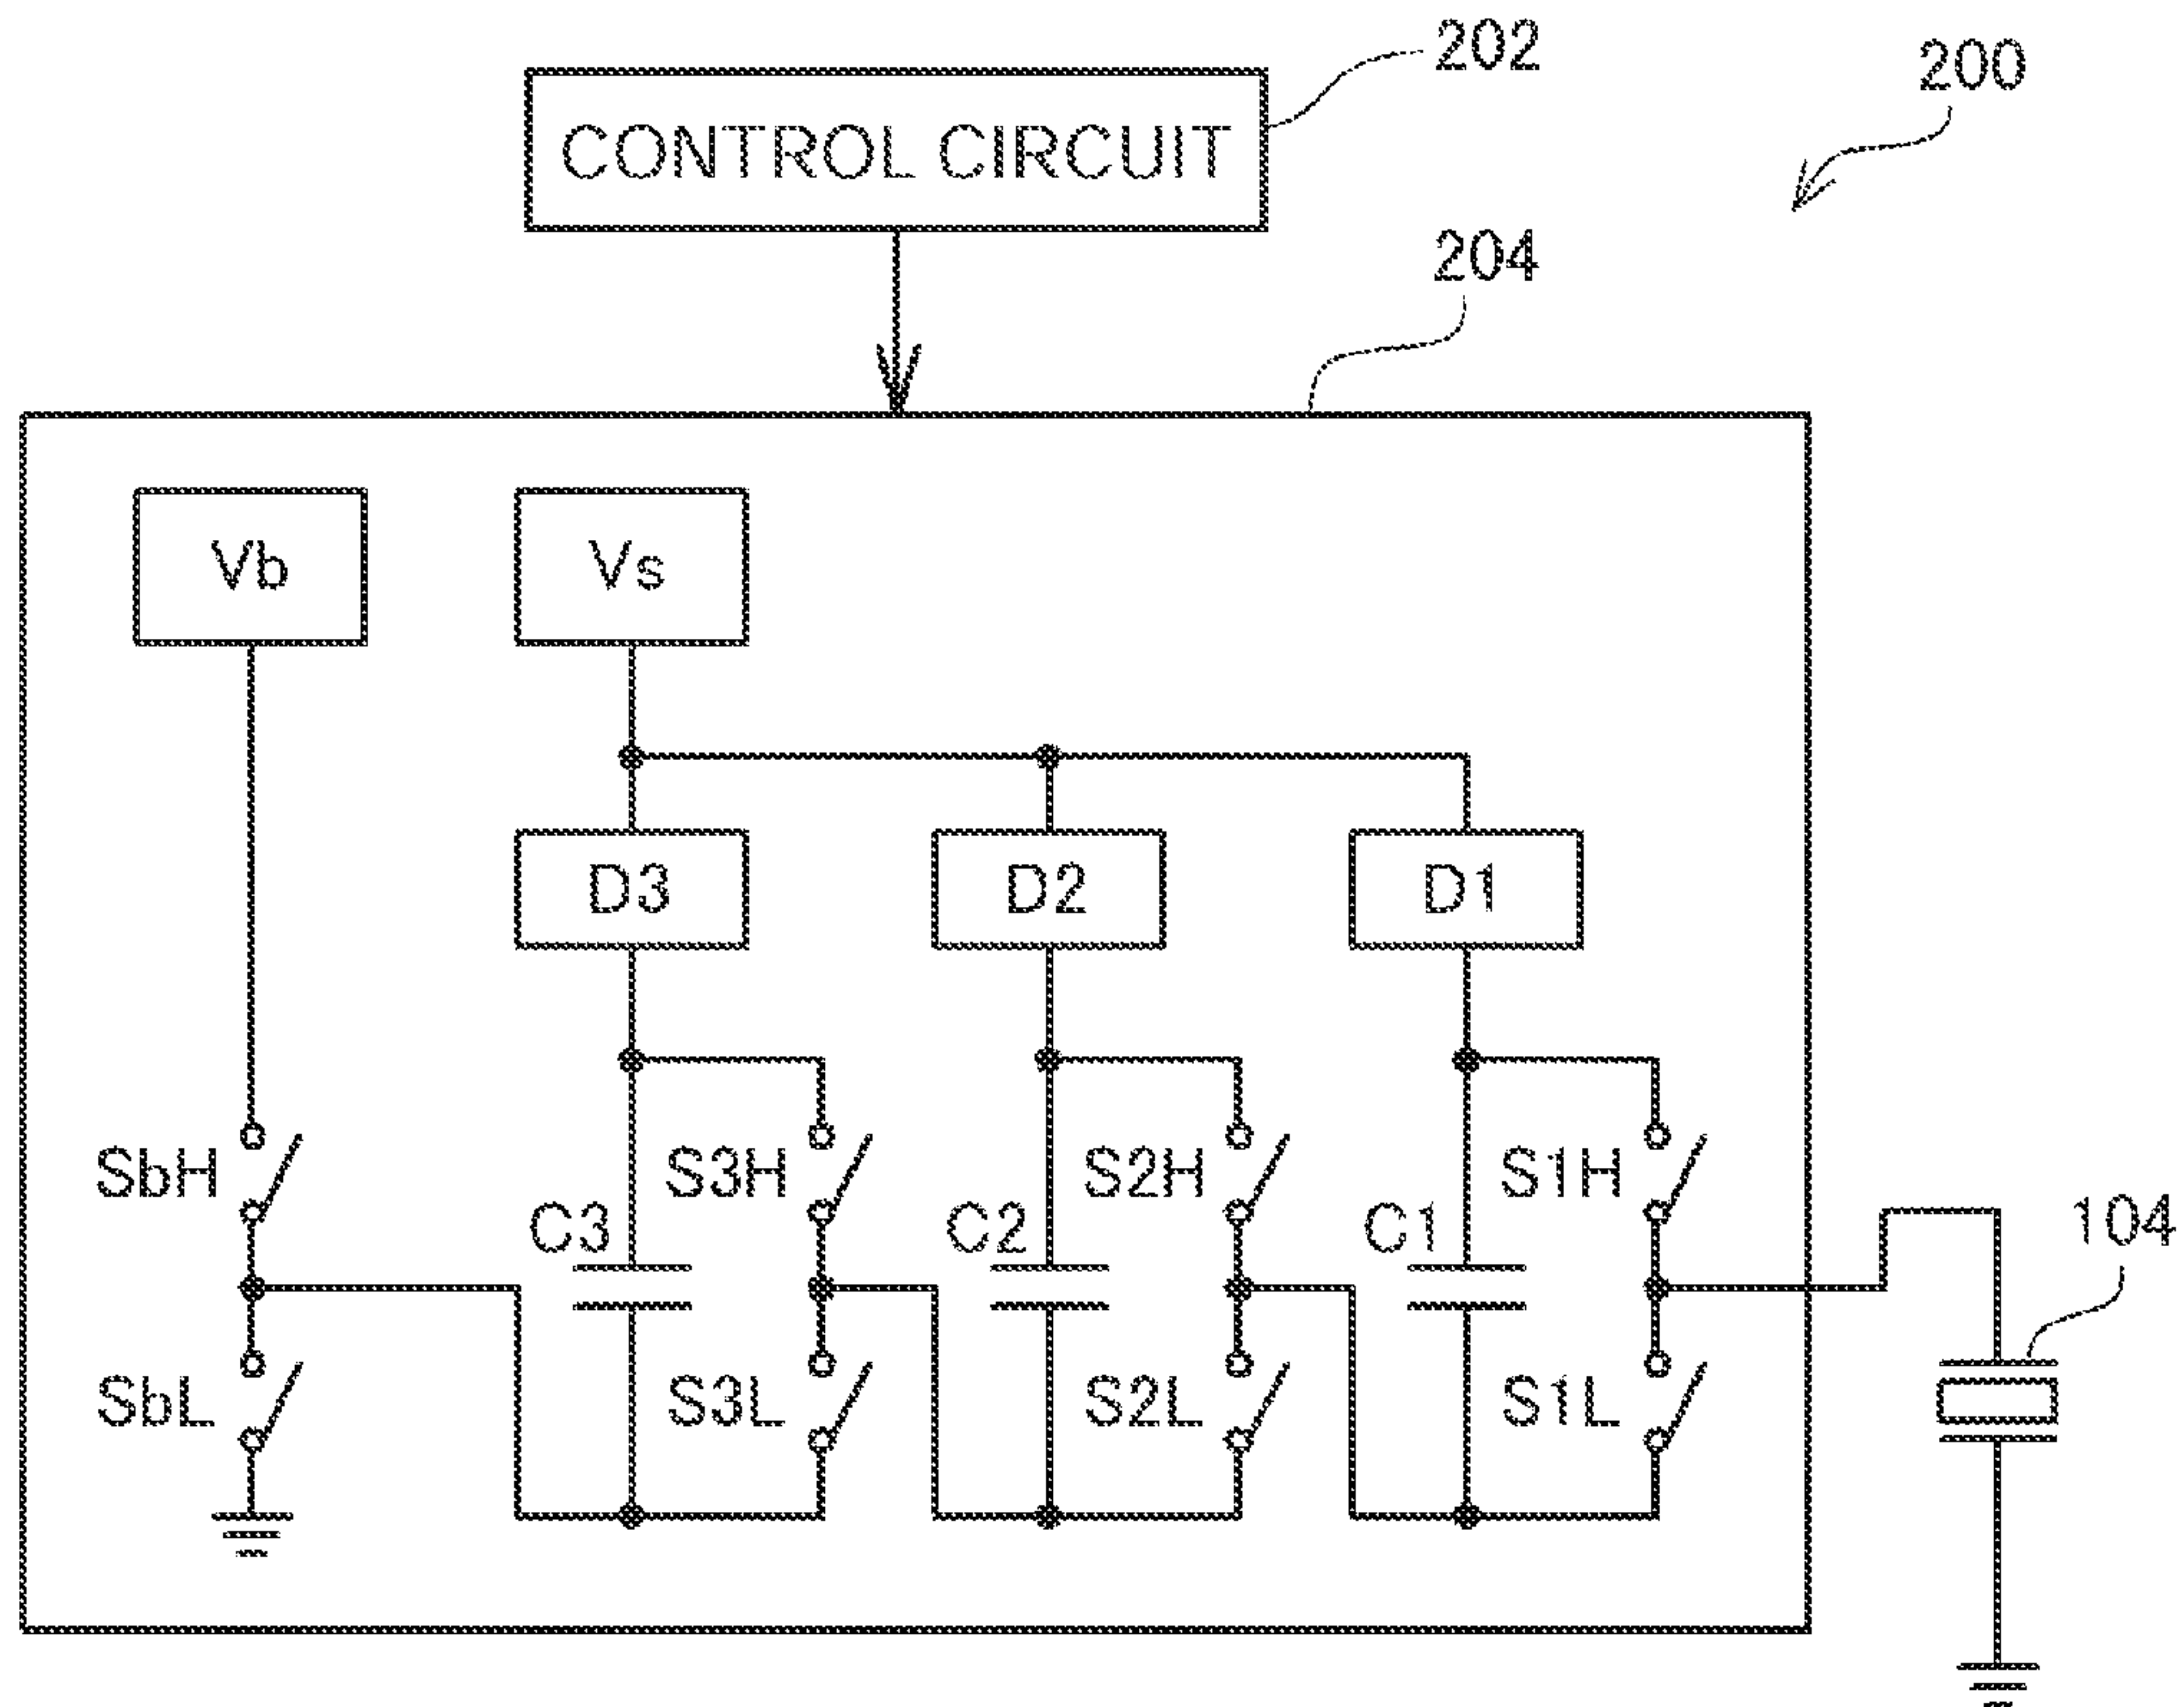 202
200
CONTROL CIRCUIT
204
Vb
Vs
D3
D2
D1
SbH
S3H
S2H
S1H
C3
C2
C1
104
SbL
S3L
S2L
S1L